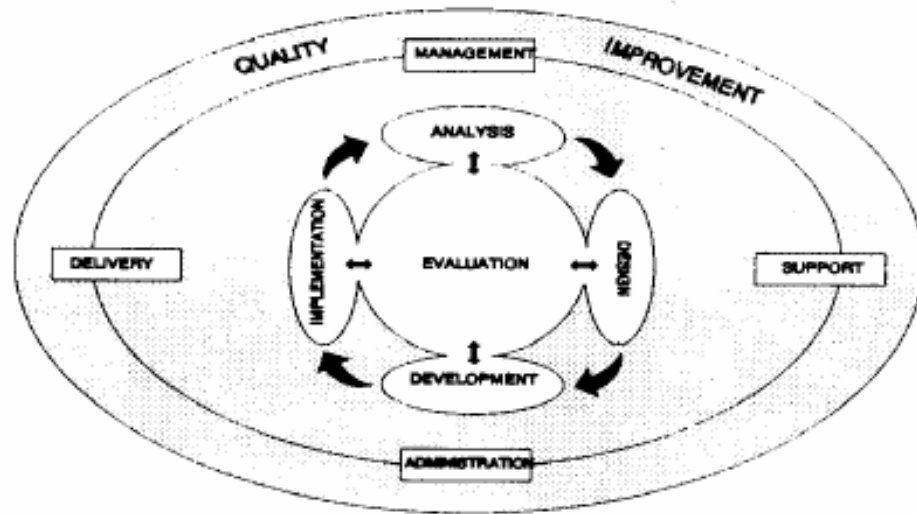 QUALITY
MANAGEMENT
IMPROVEMENT
ANALYSIS
DELIVERY
IMPLEMENTATION
EVALUATION
DESIGN
SUPPORT
DEVELOPMENT
ADMINISTRATION